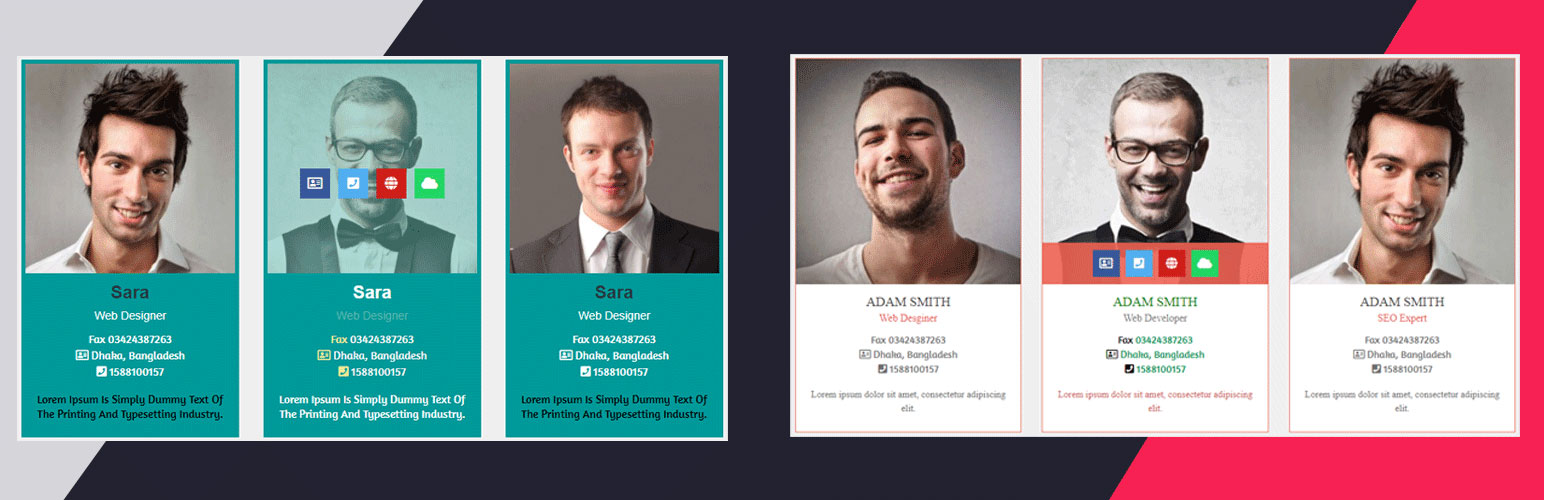 Sara
Web Designer
Fax 03424387263
Dhaka, Bangladesh
1588100157
Lorem Ipsum Is Simply Dummy Text Of
The Printing And Typesetting Industry.
Sara
Web Designer
Fax 03424387263
Dhaka, Bangladesh
1588100157
Lorem Ipsum Is Simply Dummy Text Of
The Printing And Typesetting Industry.
Sara
Web Designer
Fax 03424387263
Dhaka, Bangladesh
1588100157
Lorem Ipsum Is Simply Dummy Text Of
The Printing And Typesetting Industry.
ADAM SMITH
Web Desginer
Fax 03424387263
Dhaka, Bangladesh
1588100157
Lorem ipsum dolor sit amet, consectetur adipiscing
elit.
ADAM SMITH
Web Developer
Fax 03424387263
Dhaka, Bangladesh
1588100157
Lorem ipsum dolor sit amet, consectetur adipiscing
elit.
ADAM SMITH
SEO Expert
Fax 03424387263
Dhaka, Bangladesh
1588100157
Lorem ipsum dolor sit amet, consectetur adipiscing
elit.